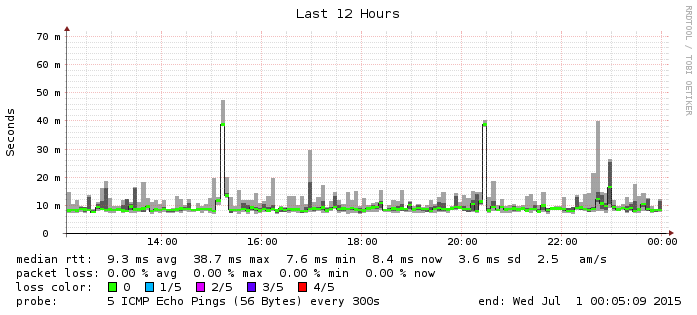 Last 12 Hours
RRDTOOL / TOBI OETIKER
Seconds
70 m
60 m
50 m
40 m
30 m
20 m
10 m
0
14:00 16:00 18:00 20:00 22:00 00:00
median rtt: 9.3 ms avg 38.7 ms max 7.6 ms min 8.4 ms now 3.6 ms sd 2.5 am/s
packet loss: 0.00 % avg 0.00 % max 0.00 % min 0.00 % now
loss color: 0 1/5 2/5 3/5 4/5
probe: 5 ICMP Echo Pings (56 Bytes) every 300s end: Wed Jul 1 00:05:09 2015